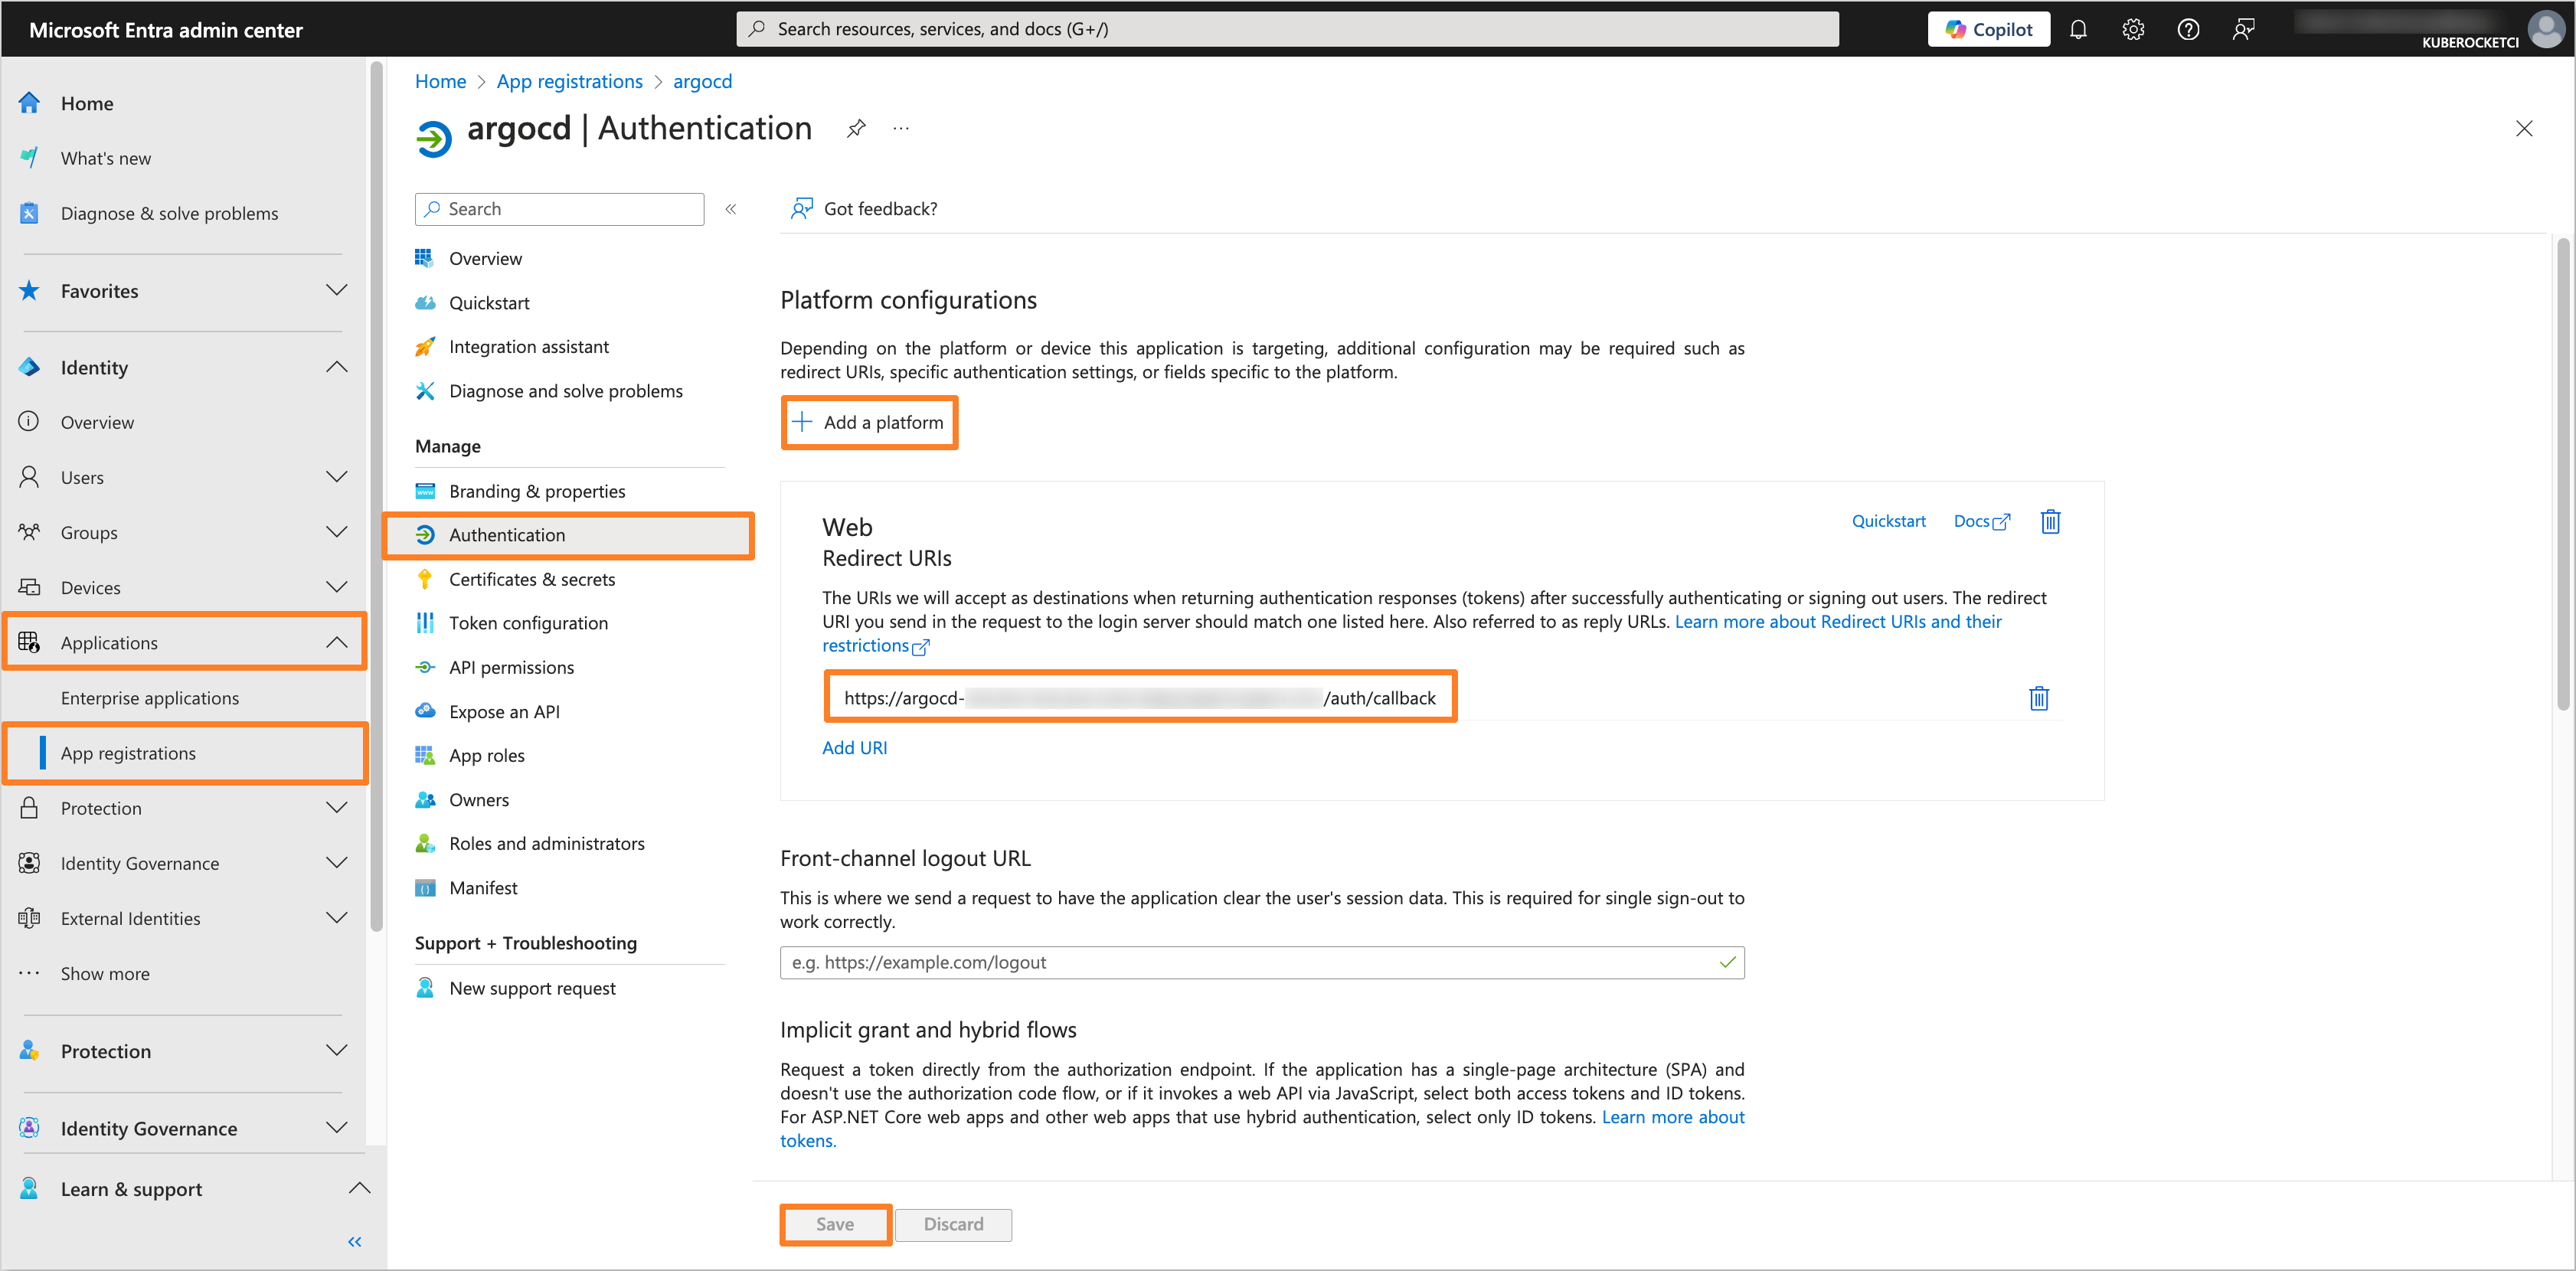 Microsoft Entra admin center
Search resources, services, and docs (G+/)
Copilot
KUBEROCKETCI
Home
What's new
Diagnose & solve problems
Favorites
Identity
Overview
Users
Groups
Devices
Applications
Enterprise applications
App registrations
Protection
Identity Governance
External Identities
Show more
Protection
Identity Governance
Learn & support
Home > App registrations > argocd
argocd | Authentication
Search
Overview
Quickstart
Integration assistant
Diagnose and solve problems
Manage
Branding & properties
Authentication
Certificates & secrets
Token configuration
API permissions
Expose an API
App roles
Owners
Roles and administrators
Manifest
Support + Troubleshooting
New support request
Got feedback?
Platform configurations
Depending on the platform or device this application is targeting, additional configuration may be required such as
redirect URIs, specific authentication settings, or fields specific to the platform.
Add a platform
Web
Quickstart
Docs
Redirect URIs
The URIs we will accept as destinations when returning authentication responses (tokens) after successfully authenticating or signing out users. The redirect
URI you send in the request to the login server should match one listed here. Also referred to as reply URLs. Learn more about Redirect URIs and their
restrictions
https://argocd- /auth/callback
Add URI
Front-channel logout URL
This is where we send a request to have the application clear the user's session data. This is required for single sign-out to
work correctly.
e.g. https://example.com/logout
Implicit grant and hybrid flows
Request a token directly from the authorization endpoint. If the application has a single-page architecture (SPA) and
doesn't use the authorization code flow, or if it invokes a web API via JavaScript, select both access tokens and ID tokens.
For ASP.NET Core web apps and other web apps that use hybrid authentication, select only ID tokens. Learn more about
tokens.
Save
Discard